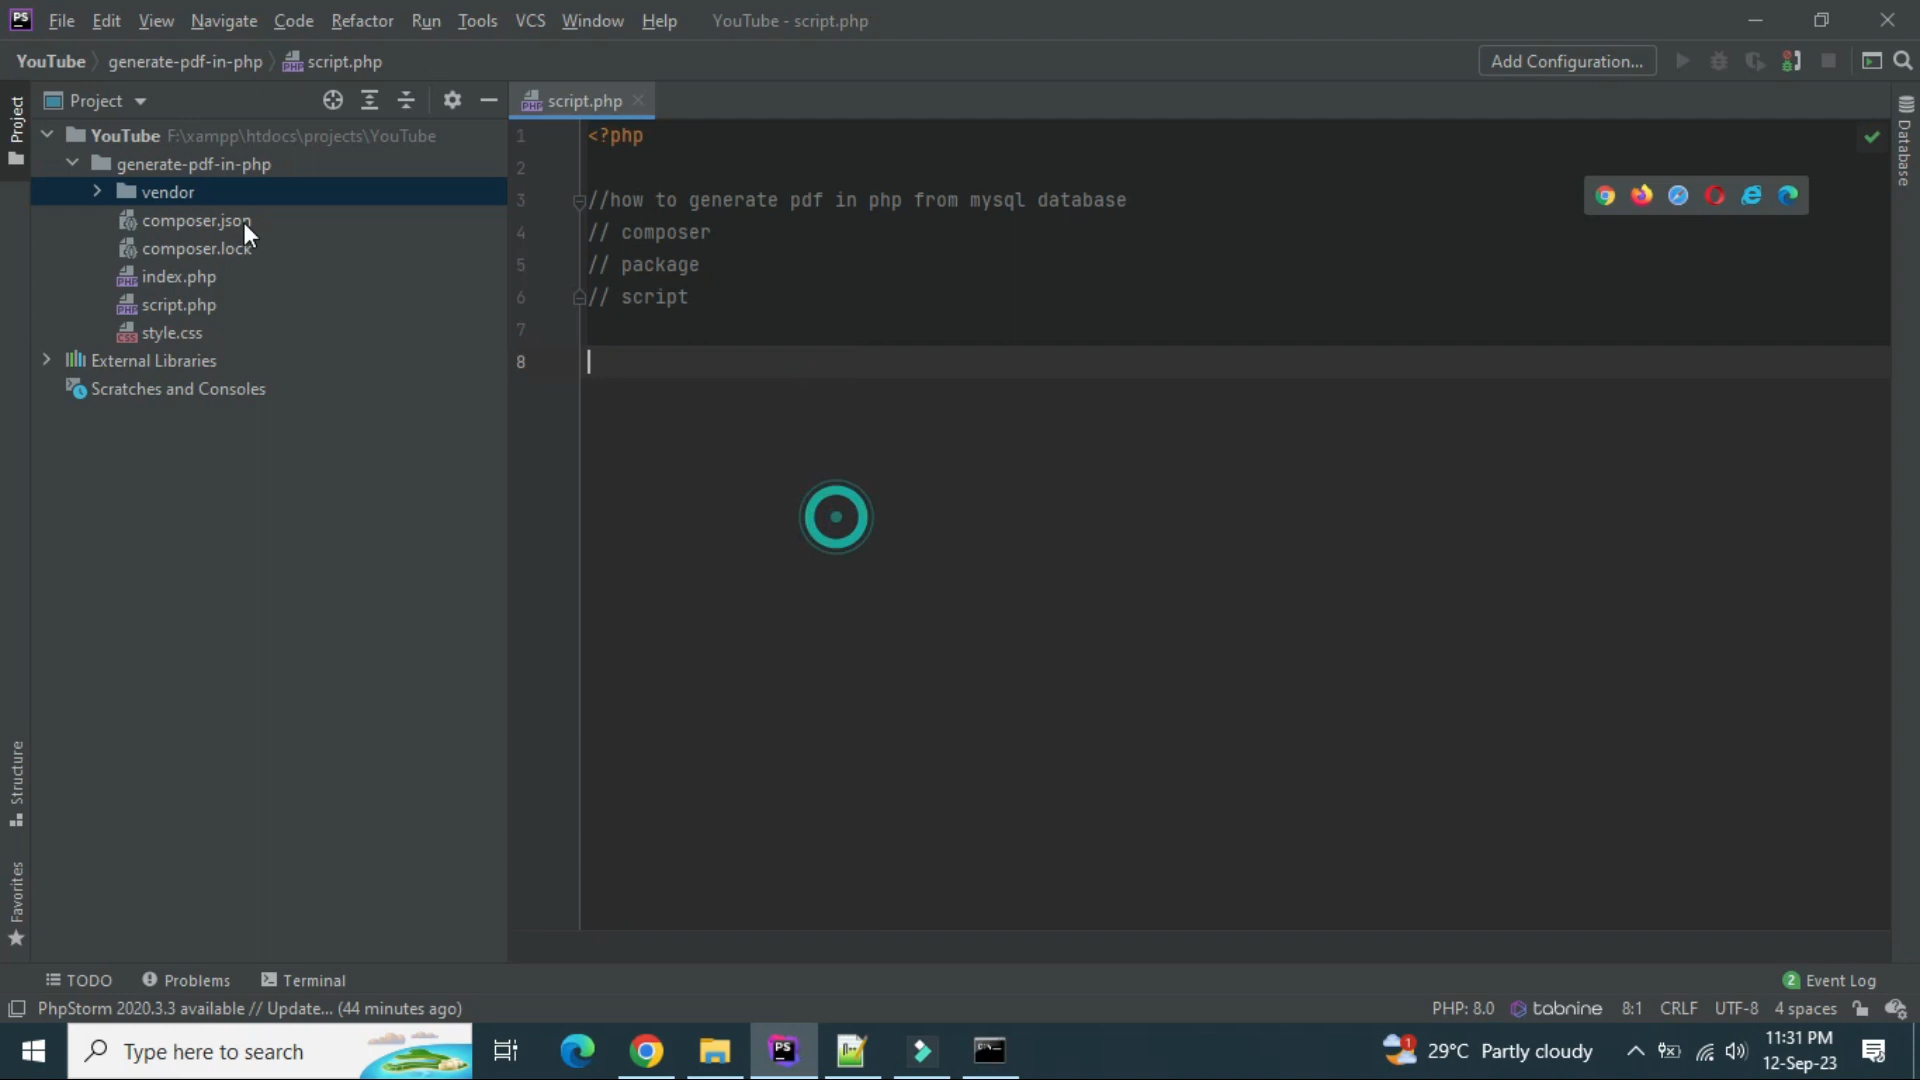 PS File Edit View Navigate Code Refactor Run Tools VCS Window Help YouTube - script.php
YouTube generate-pdf-in-php script.php Add Configuration...
Project
script.php
YouTube F:\xampp\htdocs\projects\YouTube
generate-pdf-in-php
vendor
composer.json
composer.lock
index.php
script.php
style.css
External Libraries
Scratches and Consoles
1 <?php
2
3 //how to generate pdf in php from mysql database
4 // composer
5 // package
6 // script
7
8
Project
Structure
Favorites
Database
TODO Problems Terminal 2 Event Log
PhpStorm 2020.3.3 available // Update... (44 minutes ago) PHP: 8.0 tabnine 8:1 CRLF UTF-8 4 spaces
Type here to search PS 1 29°C Partly cloudy 11:31 PM
12-Sep-23